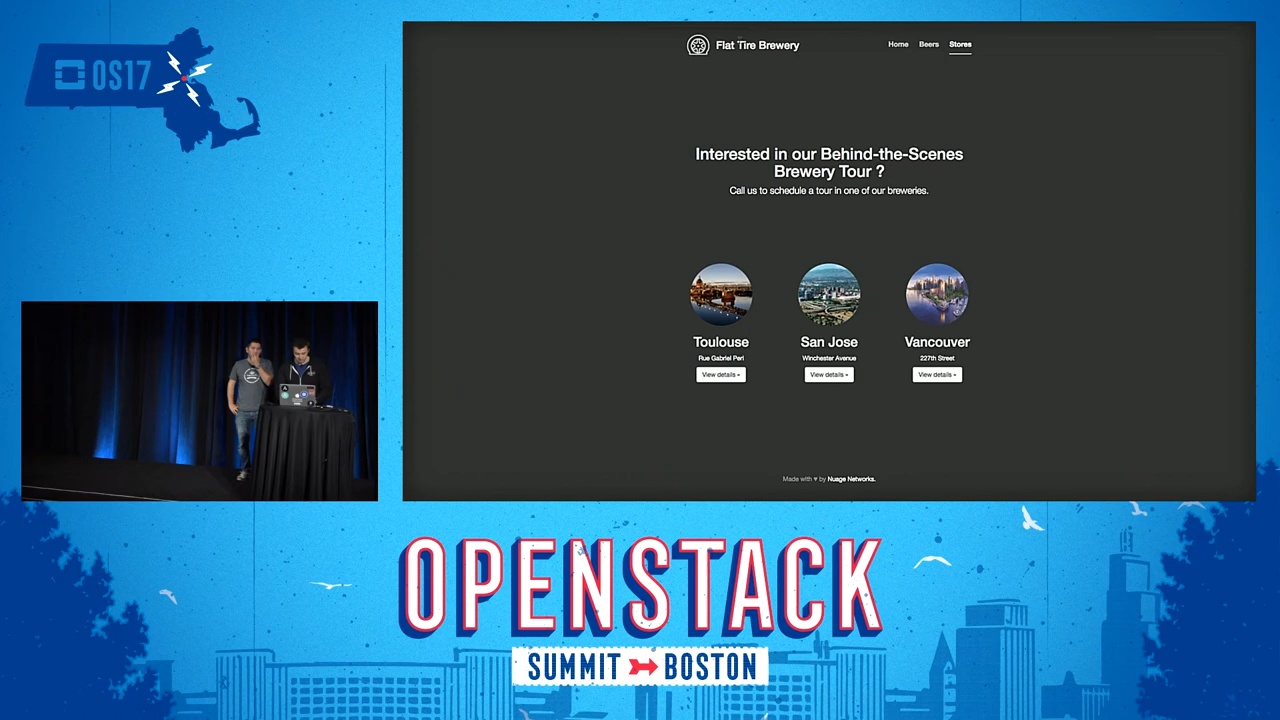 OS17
Flat Tire Brewery
Home Beers Stores
Interested in our Behind-the-Scenes
Brewery Tour ?
Call us to schedule a tour in one of our breweries.
Toulouse San Jose Vancouver
Rue Gabriel Peri Winchester Avenue 227th Street
View details » View details » View details »
Made with ♥ by Nuage Networks.
OPENSTACK
SUMMIT BOSTON